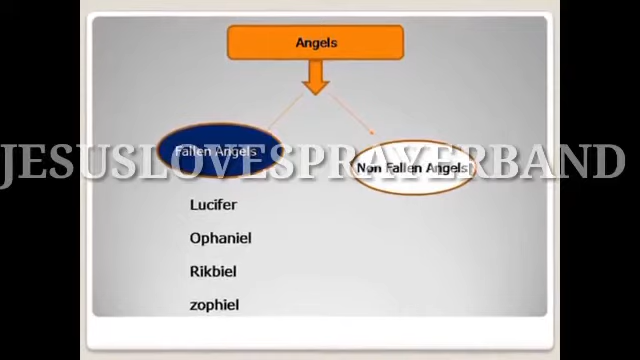 Angels
Fallen Angels
Non Fallen Angels
JESUSLOVESPRAYERBAND
Lucifer
Ophaniel
Rikbiel
zophiel